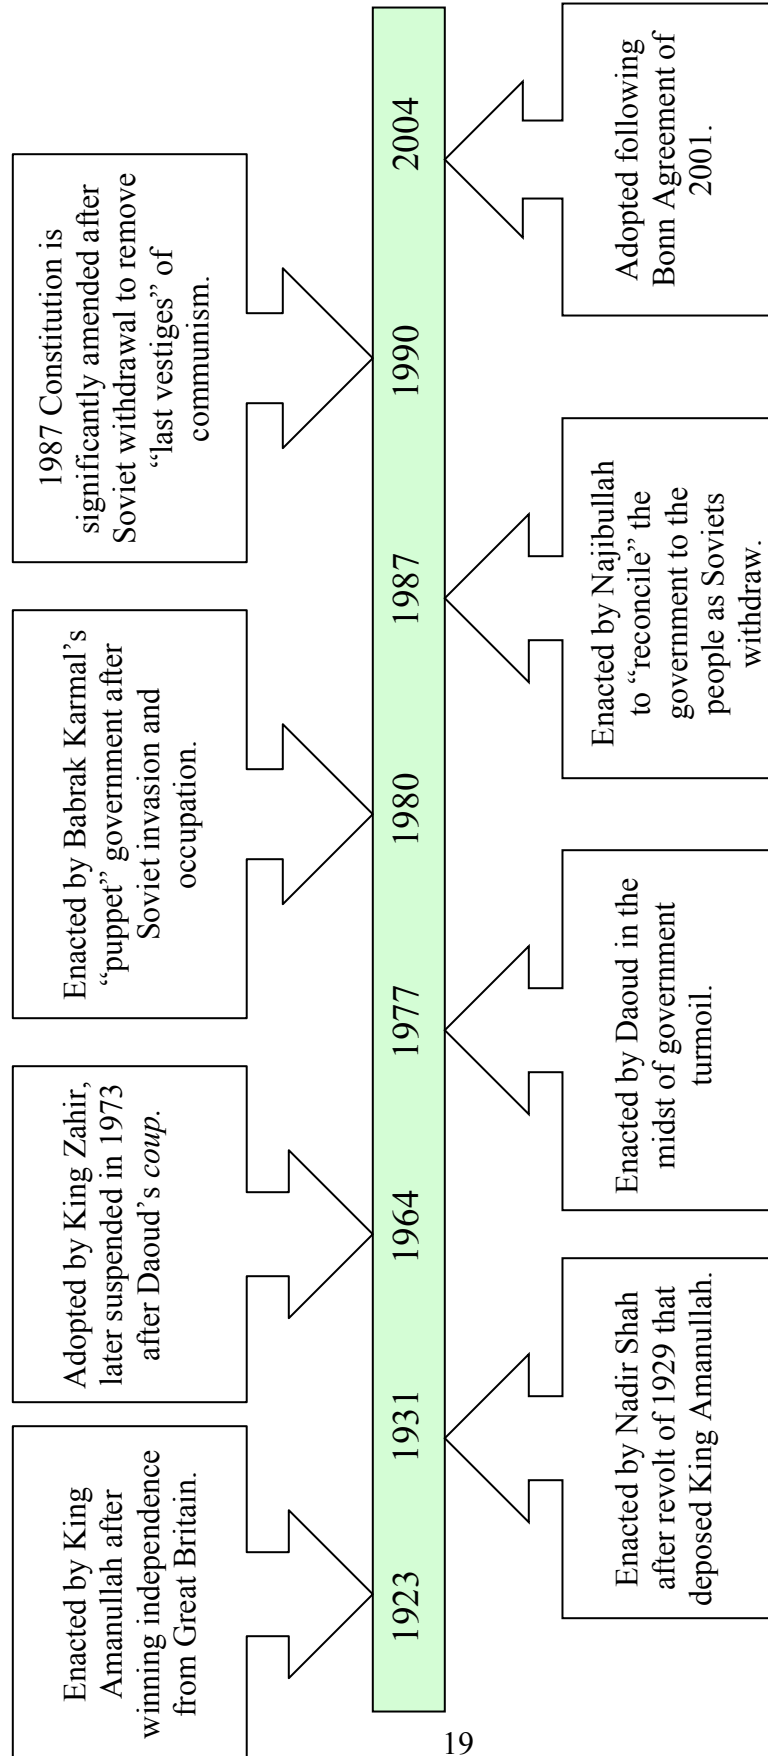 Enacted by King
Amanullah after
winning independence
from Great Britain.
Adopted by King Zahir,
later suspended in 1973
after Daoud’s coup.
Enacted by Babrak Karmal’s
“puppet” government after
Soviet invasion and
occupation.
1987 Constitution is
significantly amended after
Soviet withdrawal to remove
“last vestiges” of
communism.
1923
1931
1964
1977
1980
1987
1990
2004
Enacted by Nadir Shah
after revolt of 1929 that
deposed King Amanullah.
Enacted by Daoud in the
midst of government
turmoil.
Enacted by Najibullah
to “reconcile” the
government to the
people as Soviets
withdraw.
Adopted following
Bonn Agreement of
2001.
19